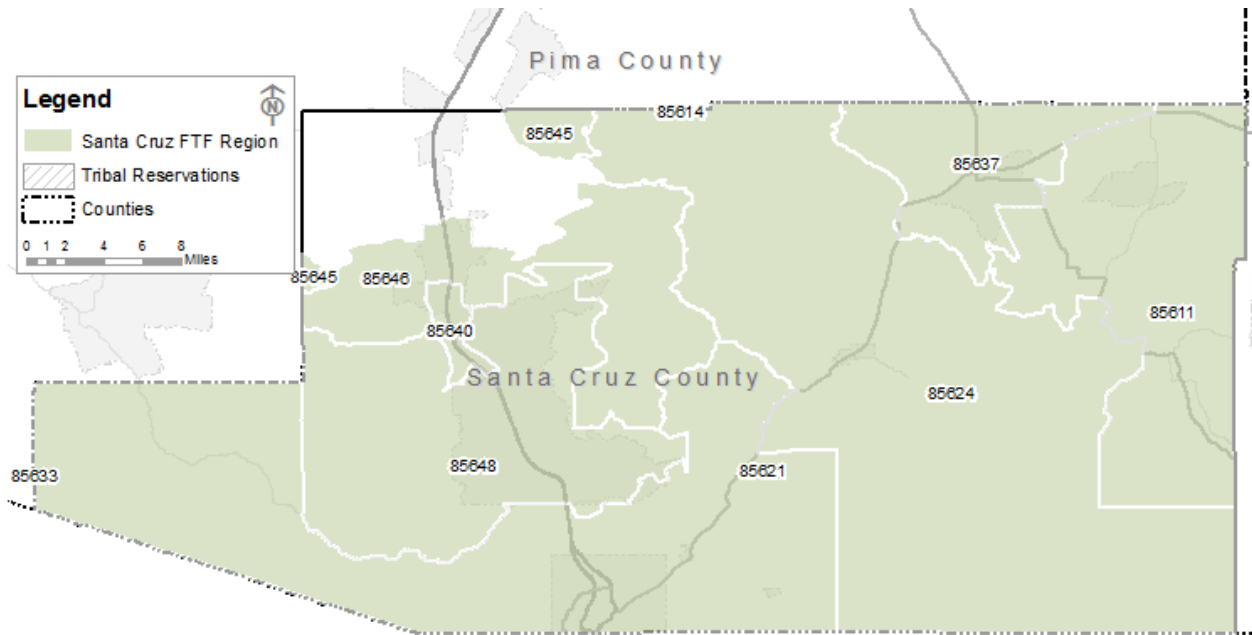 Pima County
Legend
N
Santa Cruz FTF Region
Tribal Reservations
Counties
0 1 2 4 6 8
Miles
85614
85645
85637
85645
85646
85640
85611
Santa Cruz County
85624
85648
85621
85633